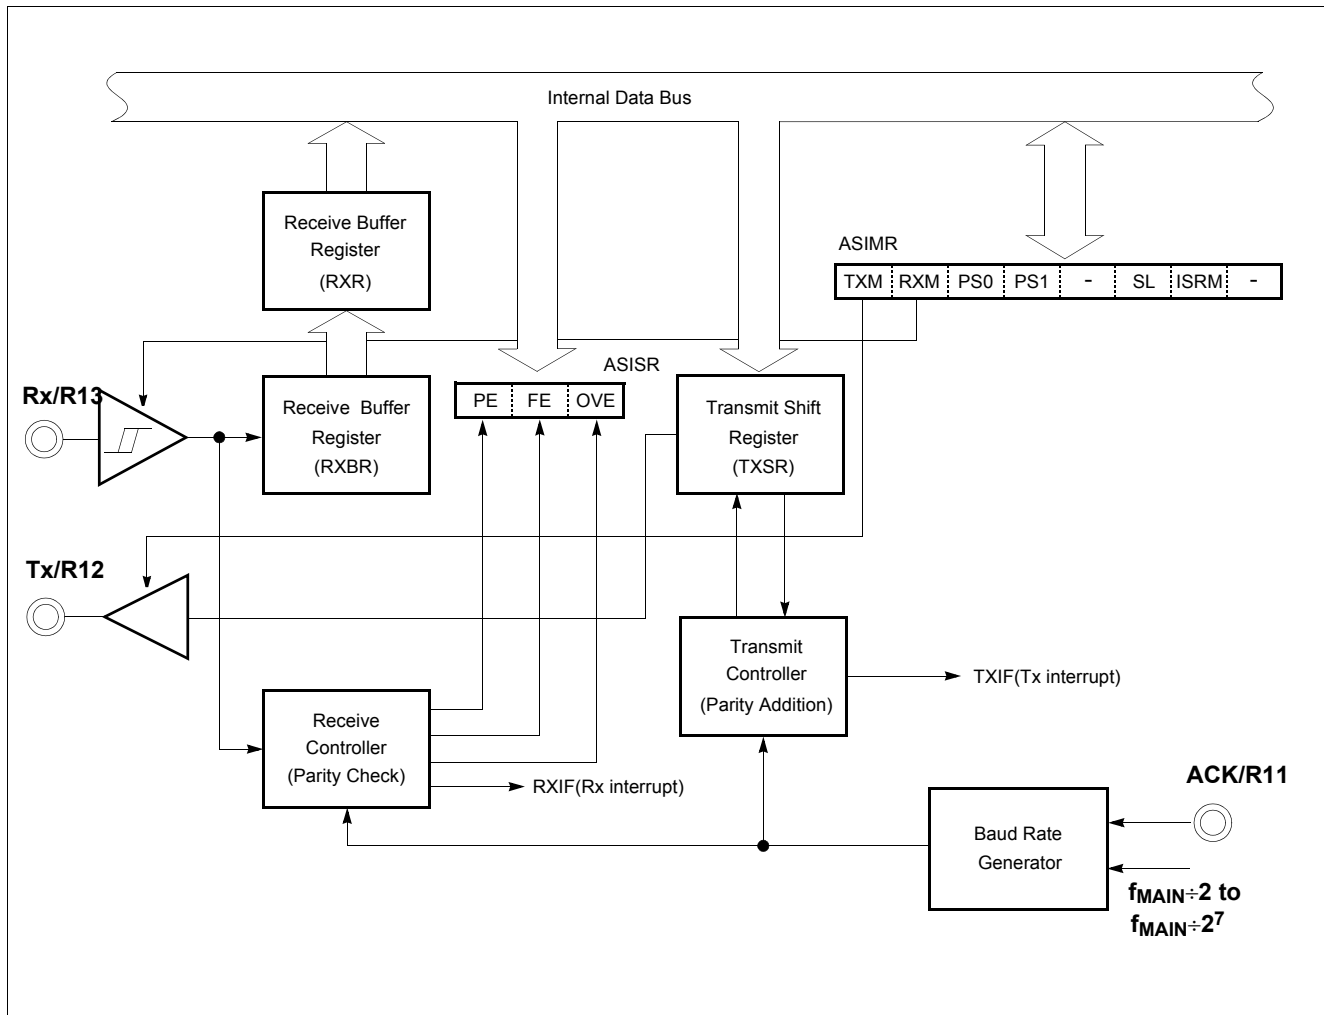 Internal Data Bus
Receive Buffer
Register
(RXR)
ASIMR
TXM RXM PS0 PS1 - SL ISRM -
ASISR
PE FE OVE
Rx/R13
Receive Buffer
Register
(RXBR)
Transmit Shift
Register
(TXSR)
Tx/R12
Transmit
Controller
(Parity Addition)
TXIF(Tx interrupt)
Receive
Controller
(Parity Check)
RXIF(Rx interrupt)
ACK/R11
Baud Rate
Generator
fMAIN÷2 to
fMAIN÷2⁷